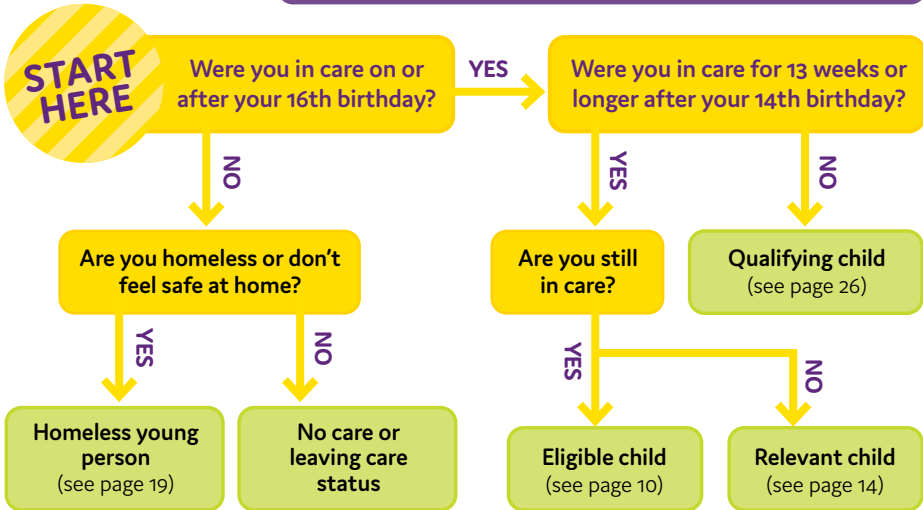 START
HERE
Were you in care on or
after your 16th birthday?
YES
Were you in care for 13 weeks or
longer after your 14th birthday?
NO
YES
NO
Are you homeless or don't
feel safe at home?
Are you still
in care?
Qualifying child
(see page 26)
YES
NO
YES
NO
Homeless young
person
(see page 19)
No care or
leaving care
status
Eligible child
(see page 10)
Relevant child
(see page 14)